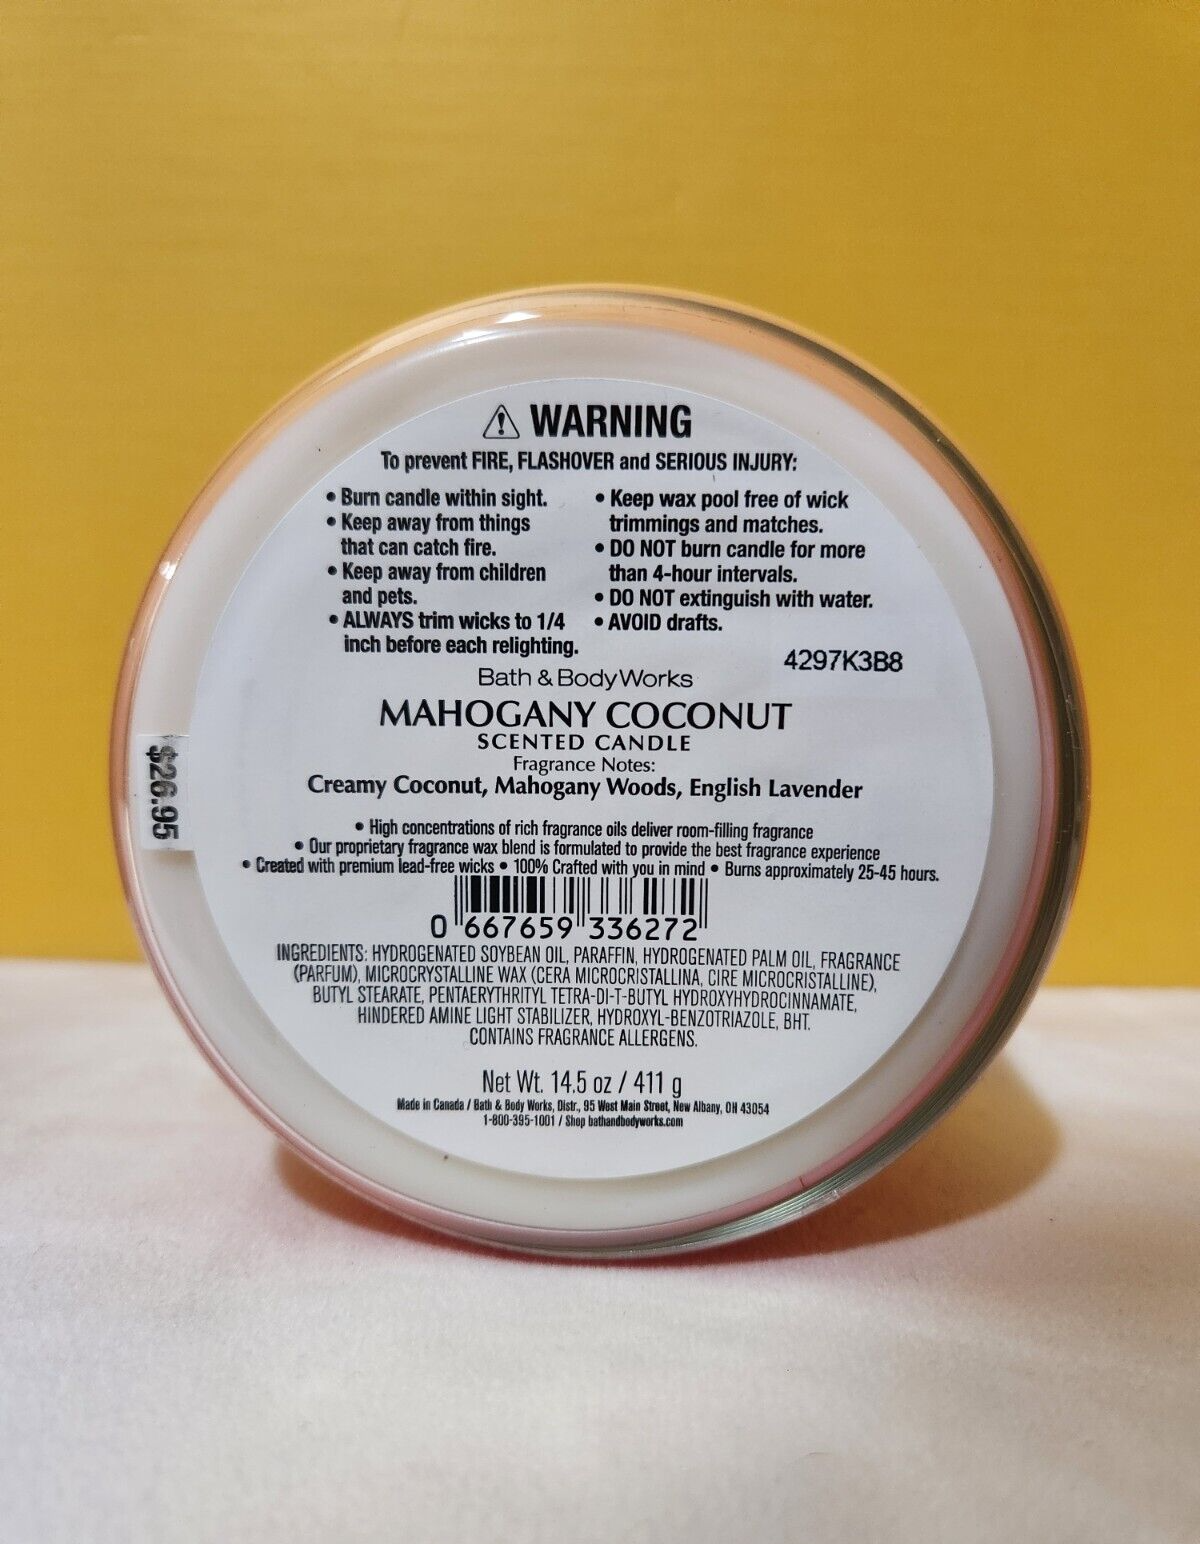 WARNING
To prevent FIRE, FLASHOVER and SERIOUS INJURY:
• Burn candle within sight.
• Keep away from things
that can catch fire.
• Keep away from children
and pets.
• ALWAYS trim wicks to 1/4
inch before each relighting.
• Keep wax pool free of wick
trimmings and matches.
• DO NOT burn candle for more
than 4-hour intervals.
• DO NOT extinguish with water.
• AVOID drafts.
4297K3B8
Bath & Body Works
MAHOGANY COCONUT
SCENTED CANDLE
Fragrance Notes:
Creamy Coconut, Mahogany Woods, English Lavender
$26.95
• High concentrations of rich fragrance oils deliver room-filling fragrance
• Our proprietary fragrance wax blend is formulated to provide the best fragrance experience
• Created with premium lead-free wicks • 100% Crafted with you in mind • Burns approximately 25-45 hours.
0 667659 336272
INGREDIENTS: HYDROGENATED SOYBEAN OIL, PARAFFIN, HYDROGENATED PALM OIL, FRAGRANCE
(PARFUM), MICROCRYSTALLINE WAX (CERA MICROCRISTALLINA, CIRE MICROCRISTALLINE),
BUTYL STEARATE, PENTAERYTHRITYL TETRA-DI-T-BUTYL HYDROXYHYDROCINNAMATE,
HINDERED AMINE LIGHT STABILIZER, HYDROXYL-BENZOTRIAZOLE, BHT.
CONTAINS FRAGRANCE ALLERGENS.
Net Wt. 14.5 oz / 411 g
Made in Canada / Bath & Body Works, Distr., 95 West Main Street, New Albany, OH 43054
1-800-395-1001 / Shop bathandbodyworks.com